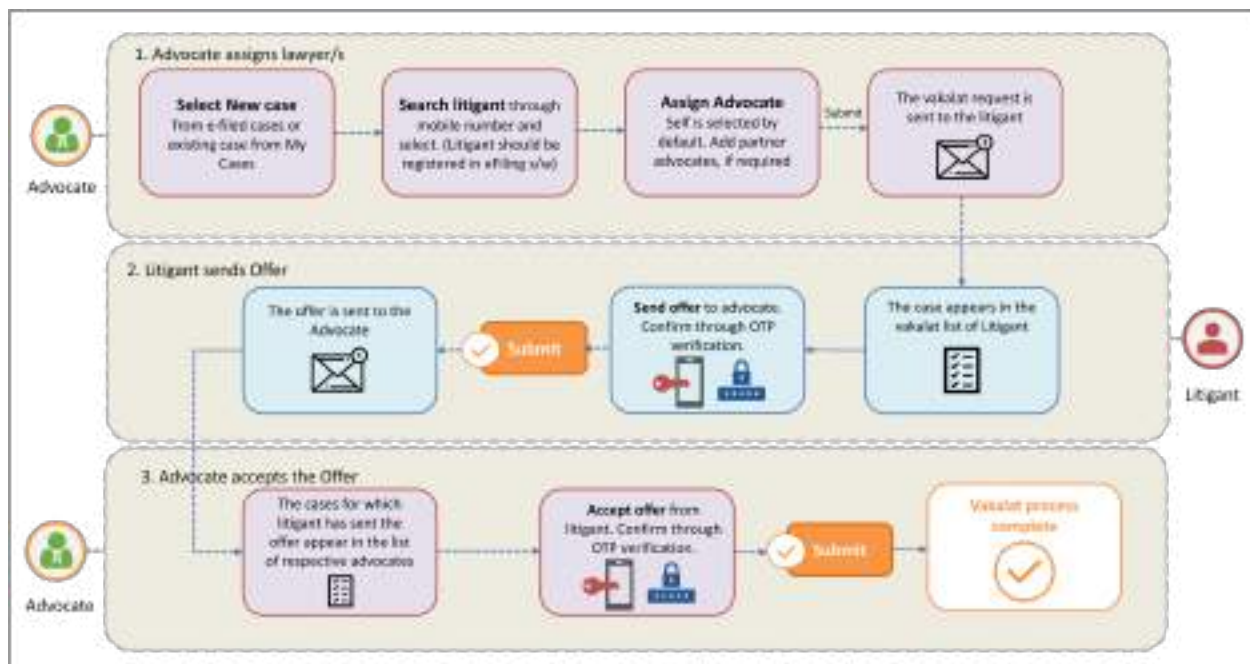 1. Advocate assigns lawyer/s
Advocate
Select New case
from e-filed cases or
existing case from My
Cases
Search litigant through
mobile number and
select. (Litigant should be
registered in efiling s/w)
Assign Advocate
Self is selected by
default. Add partner
advocates, if required
Submit
The vakalat request is
sent to the litigant
2. Litigant sends Offer
The offer is sent to the
Advocate
Submit
Send offer to advocate.
Confirm through OTP
verification.
The case appears in the
vakalat list of Litigant
Litigant
3. Advocate accepts the Offer
Advocate
The cases for which
litigant has sent the
offer appear in the list
of respective advocates
Accept offer from
litigant. Confirm through
OTP verification.
Submit
Vakalat process
complete